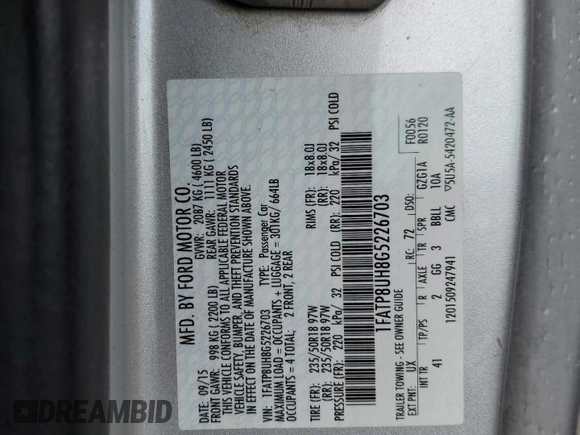 MFD. BY FORD MOTOR CO.
DATE: 09/15 GVWR: 2087 KG ( 4600 LB)
FRONT GAWR: 998 KG ( 2200 LB) REAR GAWR: 1111 KG ( 2450 LB)
THIS VEHICLE CONFORMS TO ALL APPLICABLE FEDERAL MOTOR
VEHICLE SAFETY, BUMPER, AND THEFT PREVENTION STANDARDS
IN EFFECT ON THE DATE OF MANUFACTURE SHOWN ABOVE.
VIN: 1FATP8UH8G5226703 TYPE: Passenger Car
MAXIMUM LOAD = OCCUPANTS + LUGGAGE = 301KG/ 664LB
OCCUPANTS = 4 TOTAL: 2 FRONT, 2 REAR
TIRE (FR): 235/50R18 97W RIMS (FR): 18x8.0J
(RR): 235/50R18 97W (RR): 18x8.0J
PRESSURE (FR): 220 kPa/ 32 PSI COLD (RR): 220 kPa/ 32 PSI COLD
1FATP8UH8G5226703
TRAILER TOWING - SEE OWNER GUIDE
F0056
EXT PNT: UX RC: 72 DSO: R0120
INT TR TP/PS R AXLE TR SPR GZG1A
41 2 GG 3 BBLL 10A
1201509247941 CMC ▽5U5A-5420472-AA
DREAMBID